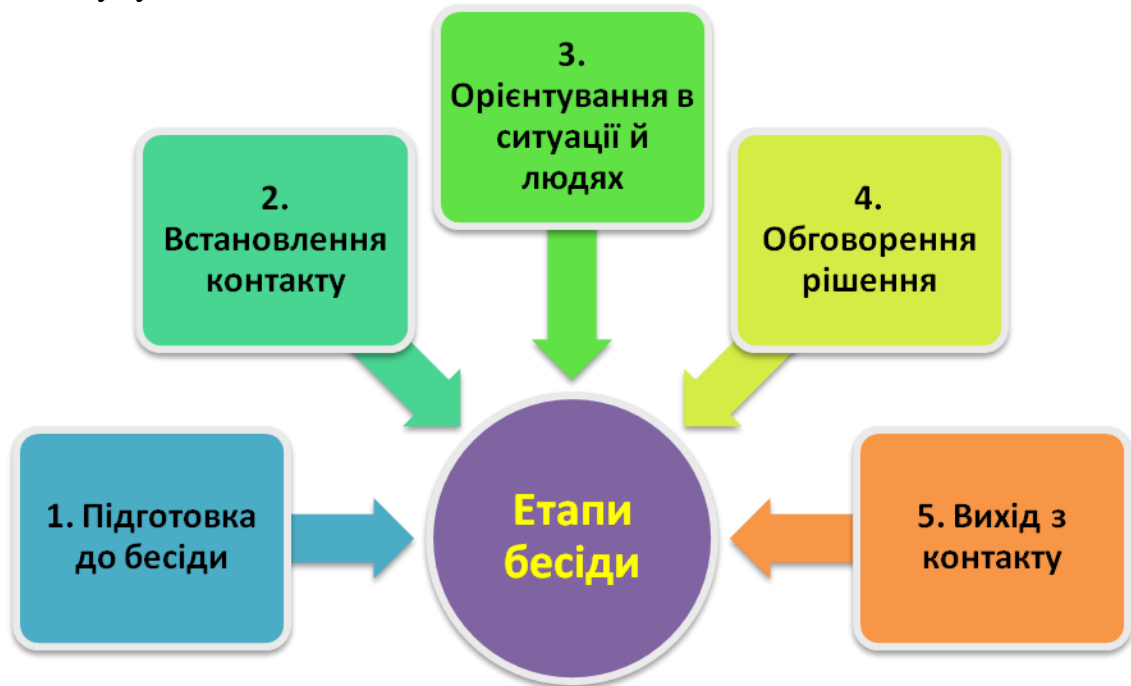 1. Підготовка
до бесіди
2.
Встановлення
контакту
3.
Орієнтування в
ситуації й
людях
4.
Обговорення
рішення
5. Вихід з
контакту
Етапи
бесіди